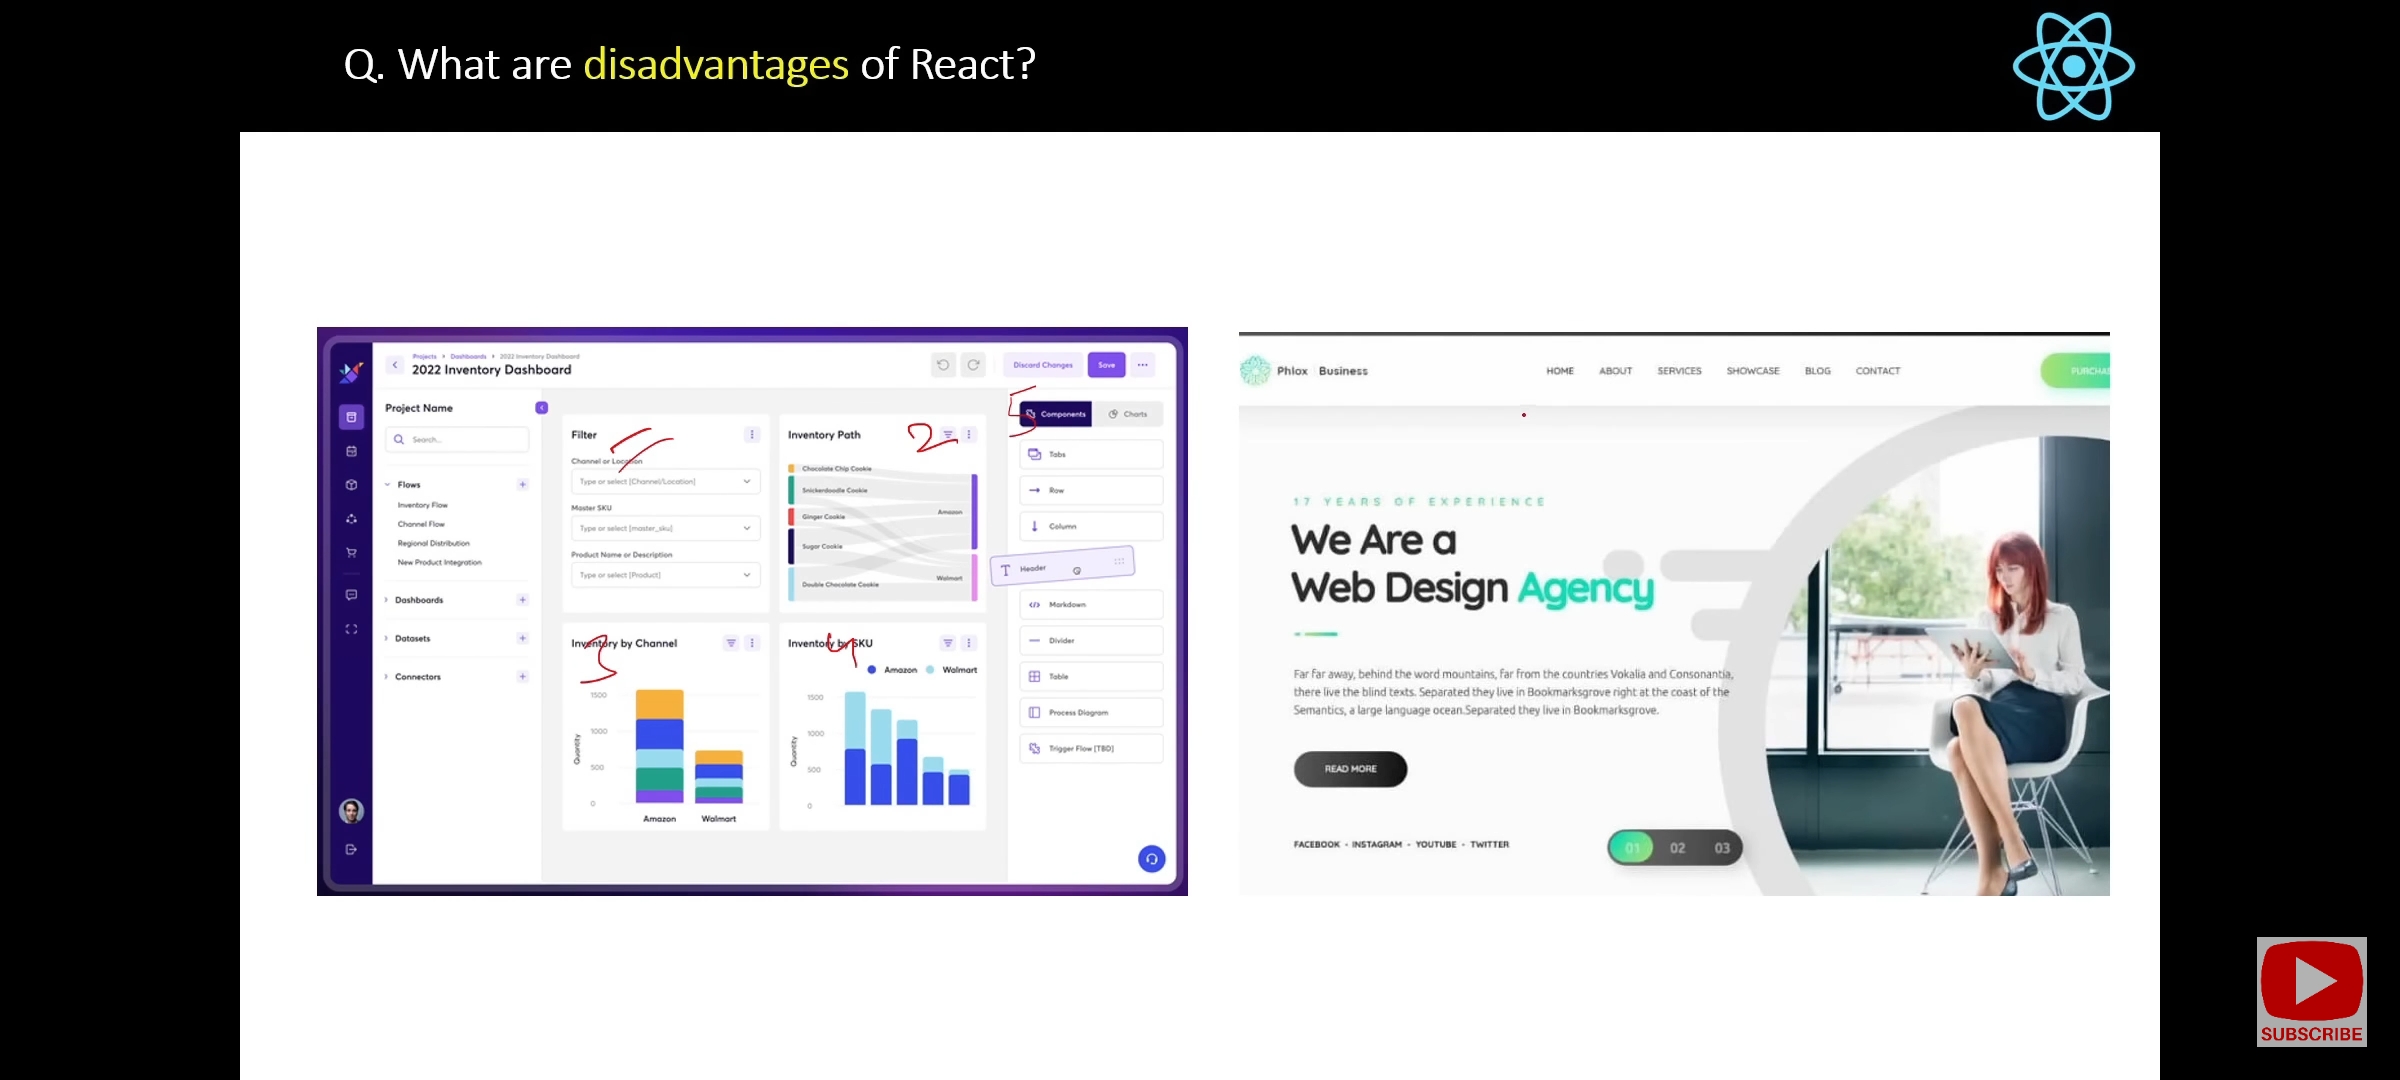 Q. What are disadvantages of React?
Projects > Dashboards > 2022 Inventory Dashboard
2022 Inventory Dashboard
Discard Changes
Save
Project Name
Search...
Flows
Inventory Flow
Channel Flow
Regional Distribution
New Product Integration
Dashboards
Datasets
Connectors
Filter
Channel or Location
Type or select [Channel/Location]
Master SKU
Type or select [master_sku]
Product Name or Description
Type or select [Product]
Inventory Path
2
Chocolate Chip Cookie
Snickerdoodle Cookie
Ginger Cookie
Sugar Cookie
Double Chocolate Cookie
Amazon
Walmart
Inventory by Channel
3
Quantity
1500
1000
500
0
Amazon
Walmart
Inventory by SKU
4
Amazon
Walmart
Quantity
1500
1000
500
0
5
Components
Charts
Tabs
Row
Column
Header
Markdown
Divider
Table
Process Diagram
Trigger Flow [TBD]
Phlox Business
HOME ABOUT SERVICES SHOWCASE BLOG CONTACT
17 YEARS OF EXPERIENCE
We Are a
Web Design Agency
Far far away, behind the word mountains, far from the countries Vokalia and Consonantia,
there live the blind texts. Separated they live in Bookmarksgrove right at the coast of the
Semantics, a large language ocean.Separated they live in Bookmarksgrove.
READ MORE
FACEBOOK - INSTAGRAM - YOUTUBE - TWITTER
01 02 03
SUBSCRIBE